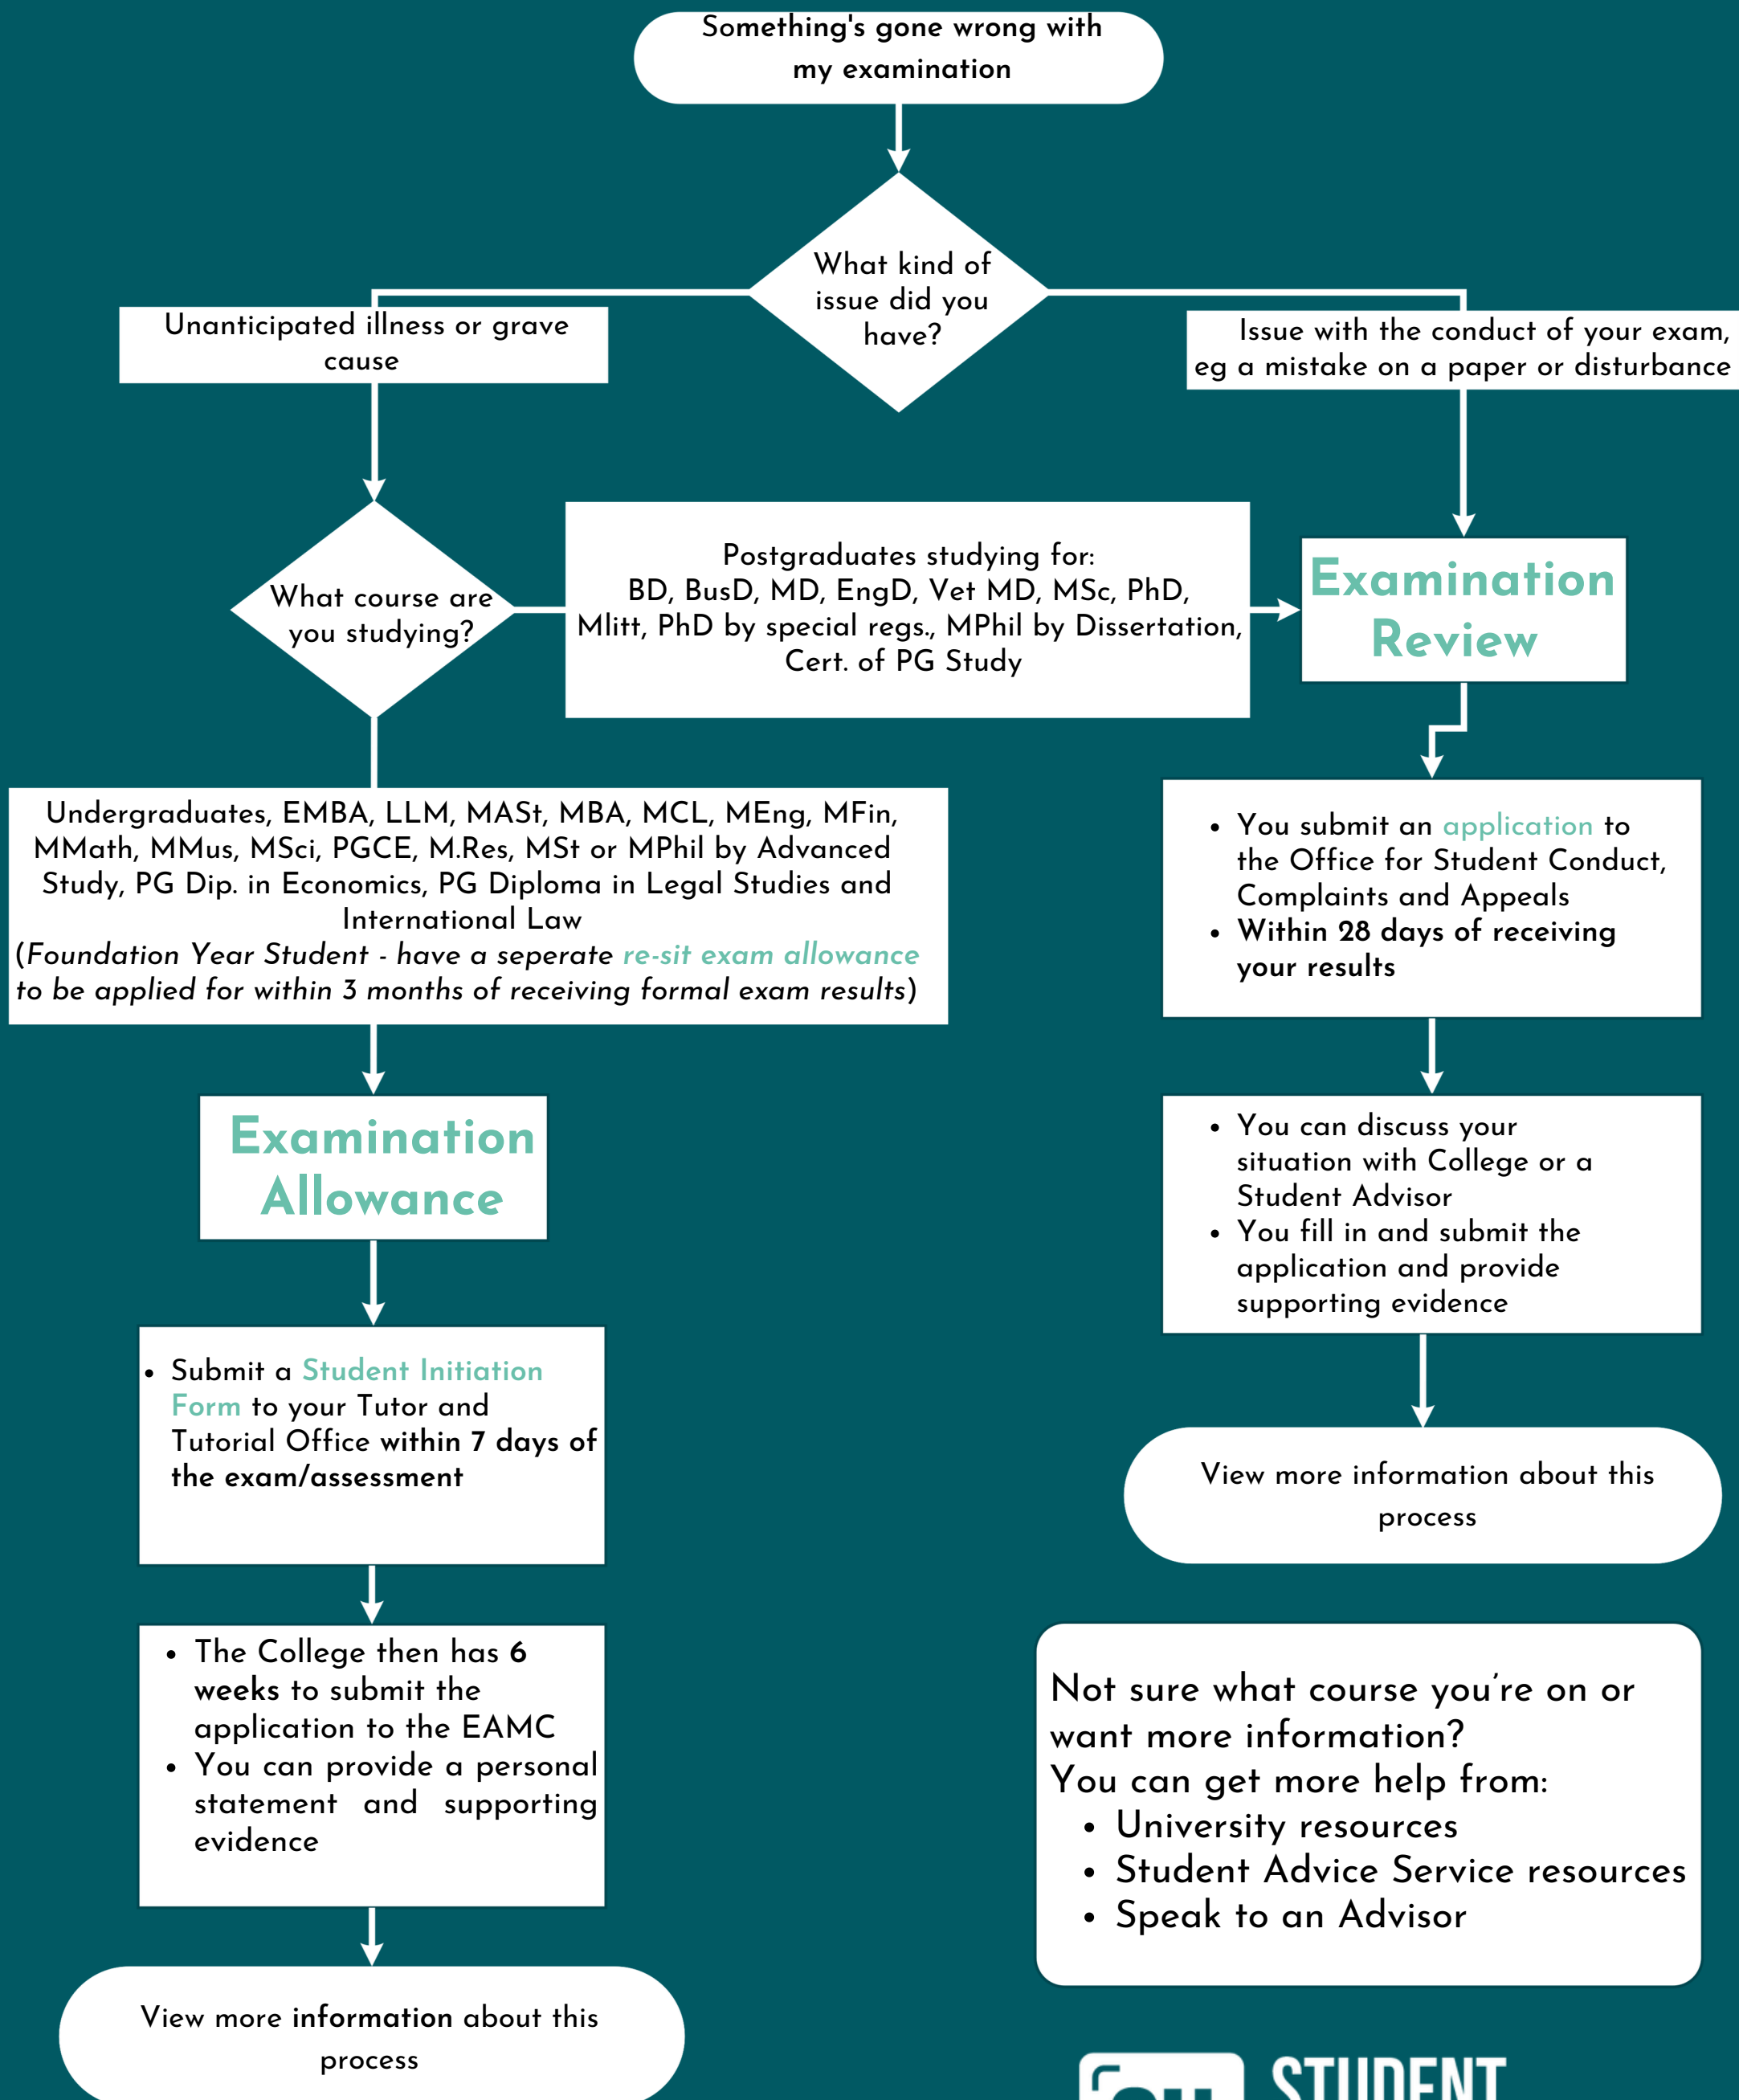 Something's gone wrong with
my examination
What kind of
issue did you
have?
Unanticipated illness or grave
cause
Issue with the conduct of your exam,
eg a mistake on a paper or disturbance
What course are
you studying?
Postgraduates studying for:
BD, BusD, MD, EngD, Vet MD, MSc, PhD,
Mlitt, PhD by special regs., MPhil by Dissertation,
Cert. of PG Study
Examination
Review
Undergraduates, EMBA, LLM, MASt, MBA, MCL, MEng, MFin,
MMath, MMus, MSci, PGCE, M.Res, MSt or MPhil by Advanced
Study, PG Dip. in Economics, PG Diploma in Legal Studies and
International Law
(Foundation Year Student - have a seperate re-sit exam allowance
to be applied for within 3 months of receiving formal exam results)
• You submit an application to
the Office for Student Conduct,
Complaints and Appeals
• Within 28 days of receiving
your results
Examination
Allowance
• You can discuss your
situation with College or a
Student Advisor
• You fill in and submit the
application and provide
supporting evidence
• Submit a Student Initiation
Form to your Tutor and
Tutorial Office within 7 days of
the exam/assessment
View more information about this
process
• The College then has 6
weeks to submit the
application to the EAMC
• You can provide a personal
statement and supporting
evidence
Not sure what course you're on or
want more information?
You can get more help from:
• University resources
• Student Advice Service resources
• Speak to an Advisor
View more information about this
process
STUDENT